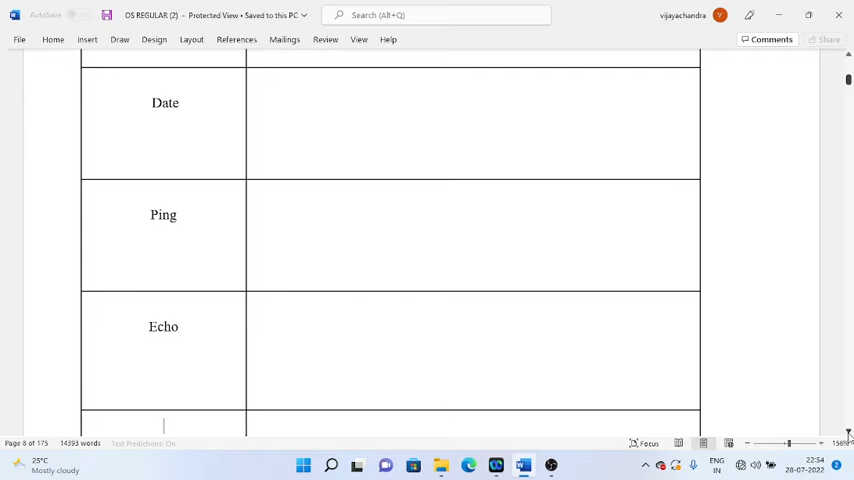 AutoSave
OS REGULAR (2) - Protected View • Saved to this PC
Search (Alt+Q)
vijayachandra
V
File Home Insert Draw Design Layout References Mailings Review View Help
Comments
Share
Date
Ping
Echo
Page 8 of 175 14393 words Text Predictions: On
Focus
156%
25°C
Mostly cloudy
ENG
IN
22:54
28-07-2022
2